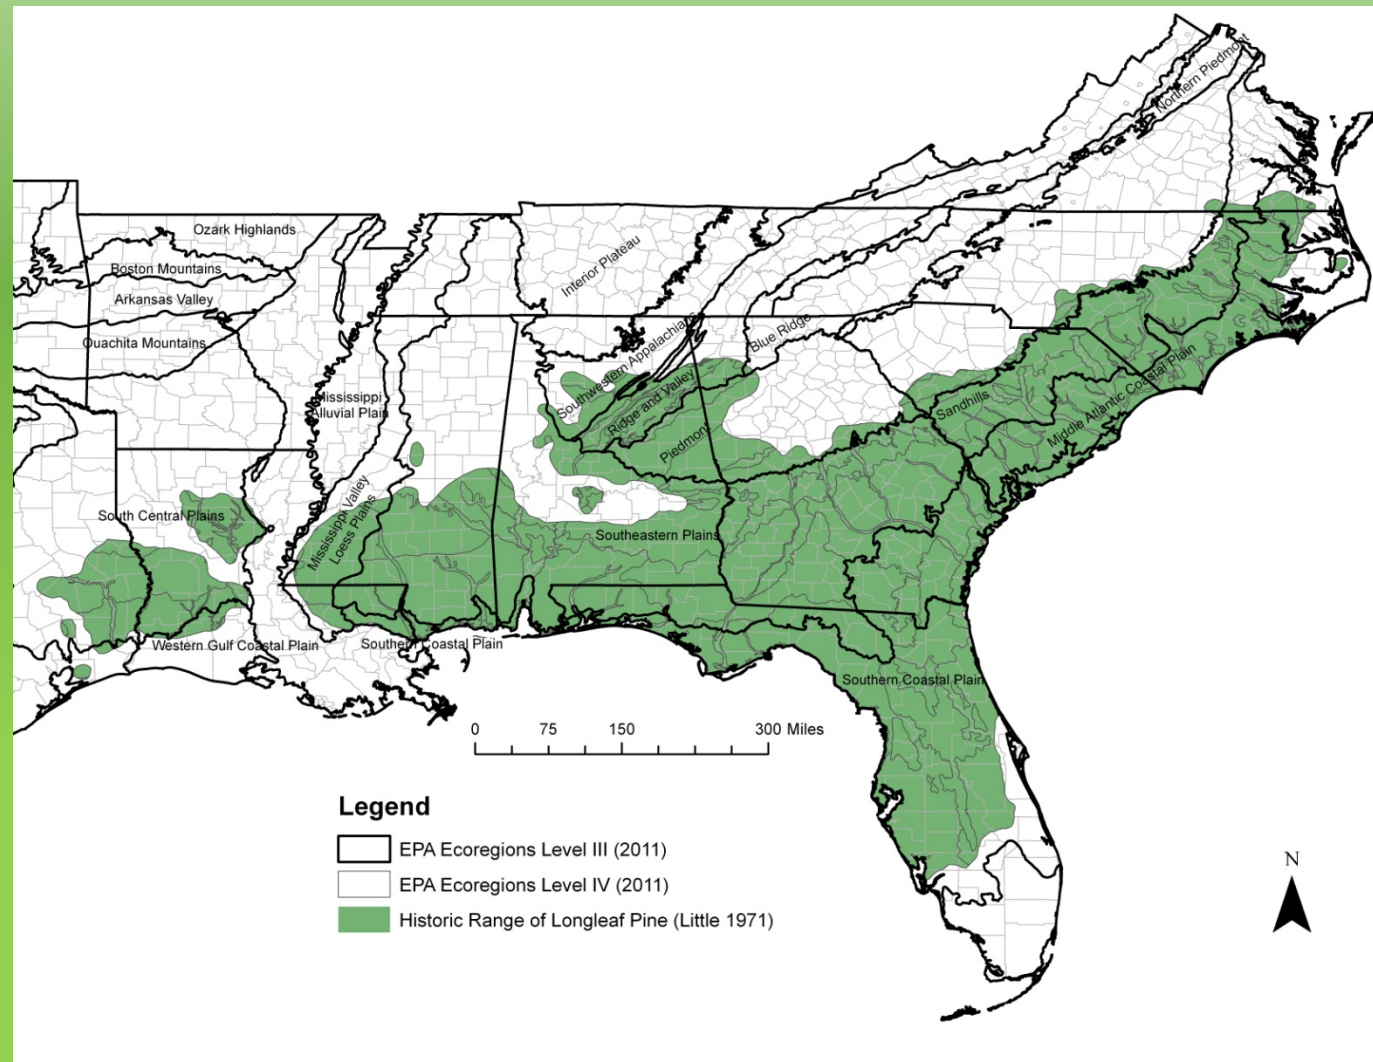 Northern Piedmont
Ozark Highlands
Interior Plateau
Boston Mountains
Arkansas Valley
Ouachita Mountains
Blue Ridge
Southwestern Appalachians
Mississippi
Alluvial Plain
Ridge and Valley
Sandhills
Middle Atlantic Coastal Plain
Piedmont
South Central Plains
Mississippi Valley
Loess Plains
Southeastern Plains
Western Gulf Coastal Plain
Southern Coastal Plain
Southern Coastal Plain
0 75 150 300 Miles
Legend
EPA Ecoregions Level III (2011)
EPA Ecoregions Level IV (2011)
Historic Range of Longleaf Pine (Little 1971)
N